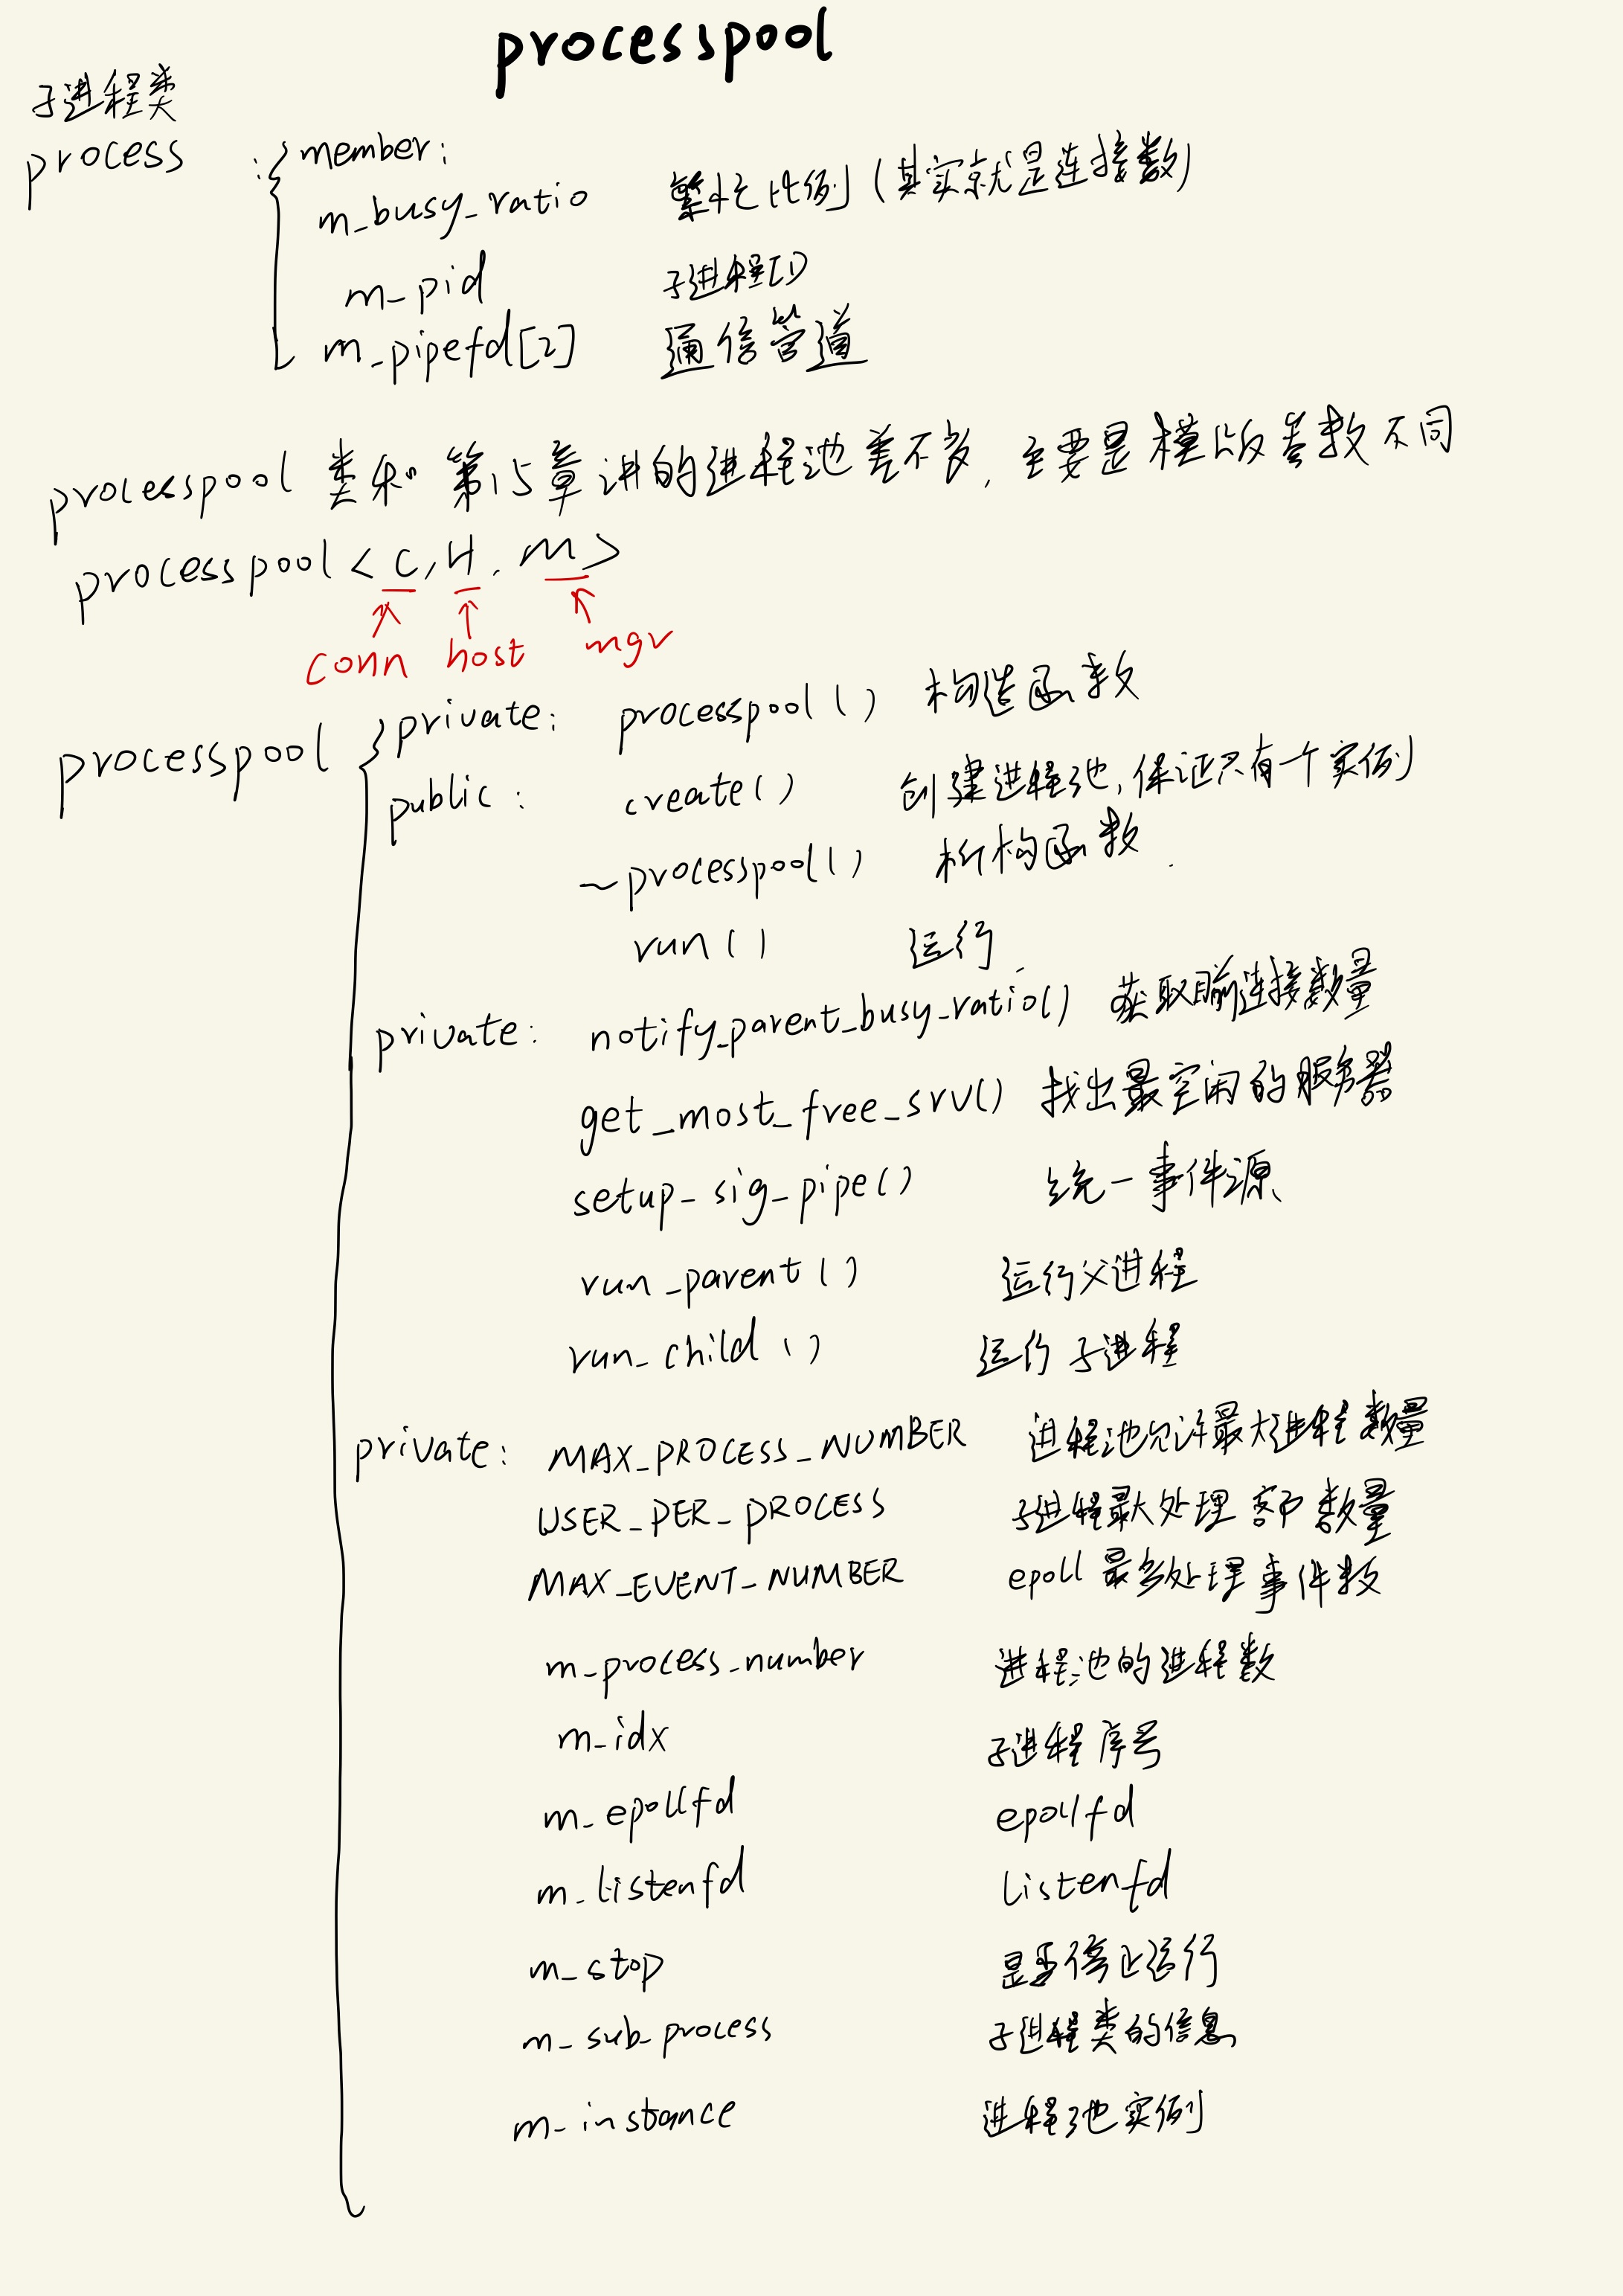 processpool
子进程类
process : member:
m_busy_ratio 繁忙比例(其实就是连接数)
m_pid 子进程ID
m_pipefd[2] 通信管道
processpool 类和 第15章讲的进程池差不多, 主要是模版参数不同
processpool < C, H, M >
conn host mgr
processpool private: processpool() 构造函数
public: create() 创建进程池,保证只有一个实例
~processpool() 析构函数
run() 运行
private: notify_parent_busy_ratio() 获取目前连接数量
get_most_free_srv() 找出最空闲的服务器
setup_sig_pipe() 统一事件源
run_parent() 运行父进程
run_child() 运行子进程
private: MAX_PROCESS_NUMBER 进程池允许最大进程数量
USER_PER_PROCESS 子进程最大处理客户数量
MAX_EVENT_NUMBER epoll 最多处理事件数
m_process_number 进程池的进程数
m_idx 子进程序号
m_epollfd epollfd
m_listenfd listenfd
m_stop 是否停止运行
m_sub_process 子进程类的信息
m_instance 进程池实例